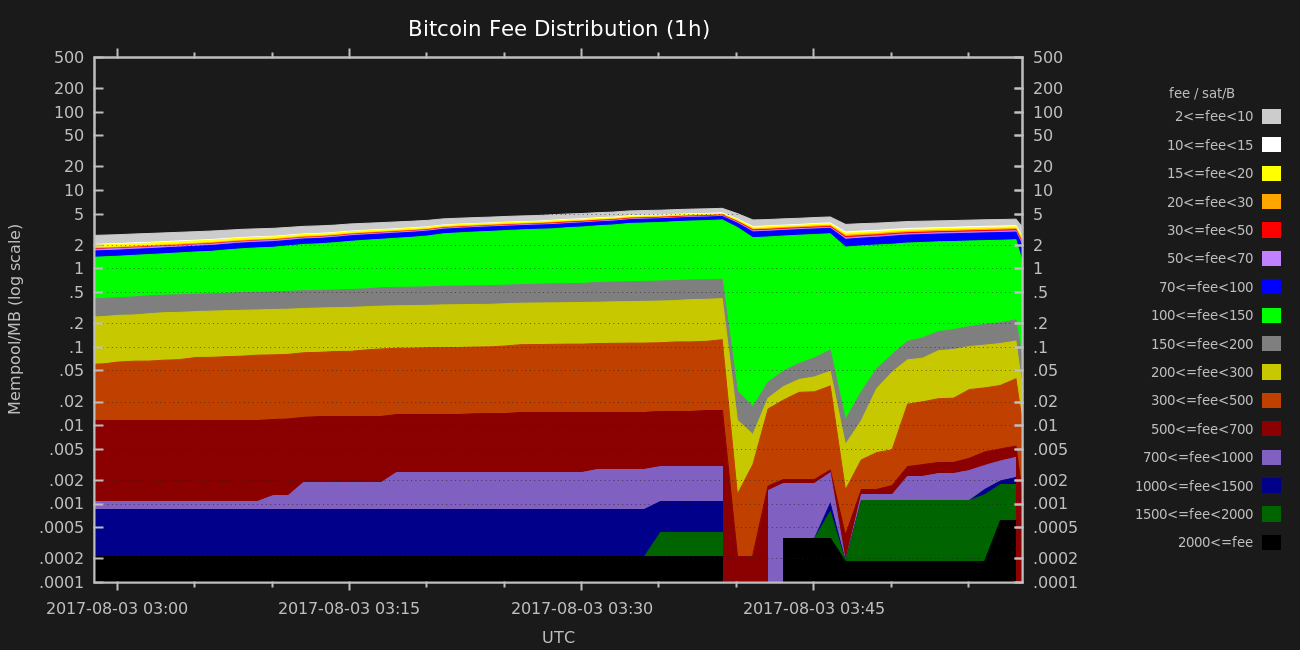 Bitcoin Fee Distribution (1h)
500 500
200 200
100 100
50 50
20 20
10 10
5 5
2 2
1 1
.5 .5
.2 .2
.1 .1
.05 .05
.02 .02
.01 .01
.005 .005
.002 .002
.001 .001
.0005 .0005
.0002 .0002
.0001 .0001
Mempool/MB (log scale)
2017-08-03 03:00 2017-08-03 03:15 2017-08-03 03:30 2017-08-03 03:45
UTC
fee / sat/B
2<=fee<10
10<=fee<15
15<=fee<20
20<=fee<30
30<=fee<50
50<=fee<70
70<=fee<100
100<=fee<150
150<=fee<200
200<=fee<300
300<=fee<500
500<=fee<700
700<=fee<1000
1000<=fee<1500
1500<=fee<2000
2000<=fee